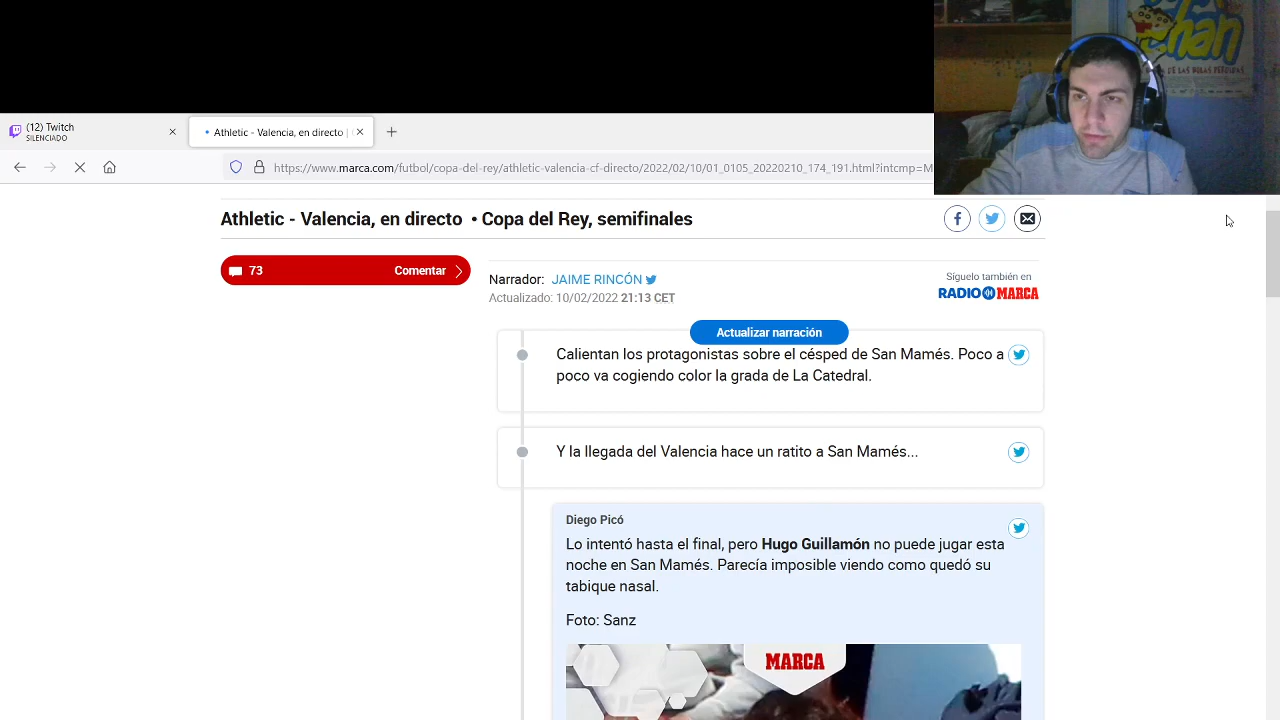 (12) Twitch
SILENCIADO
Athletic - Valencia, en directo |
https://www.marca.com/futbol/copa-del-rey/athletic-valencia-cf-directo/2022/02/10/01_0105_20220210_174_191.html?intcmp=M
Athletic - Valencia, en directo • Copa del Rey, semifinales
73
Comentar
Narrador: JAIME RINCÓN
Actualizado: 10/02/2022 21:13 CET
Síguelo también en
RADIO MARCA
Actualizar narración
Calientan los protagonistas sobre el césped de San Mamés. Poco a
poco va cogiendo color la grada de La Catedral.
Y la llegada del Valencia hace un ratito a San Mamés...
Diego Picó
Lo intentó hasta el final, pero Hugo Guillamón no puede jugar esta
noche en San Mamés. Parecía imposible viendo como quedó su
tabique nasal.
Foto: Sanz
MARCA